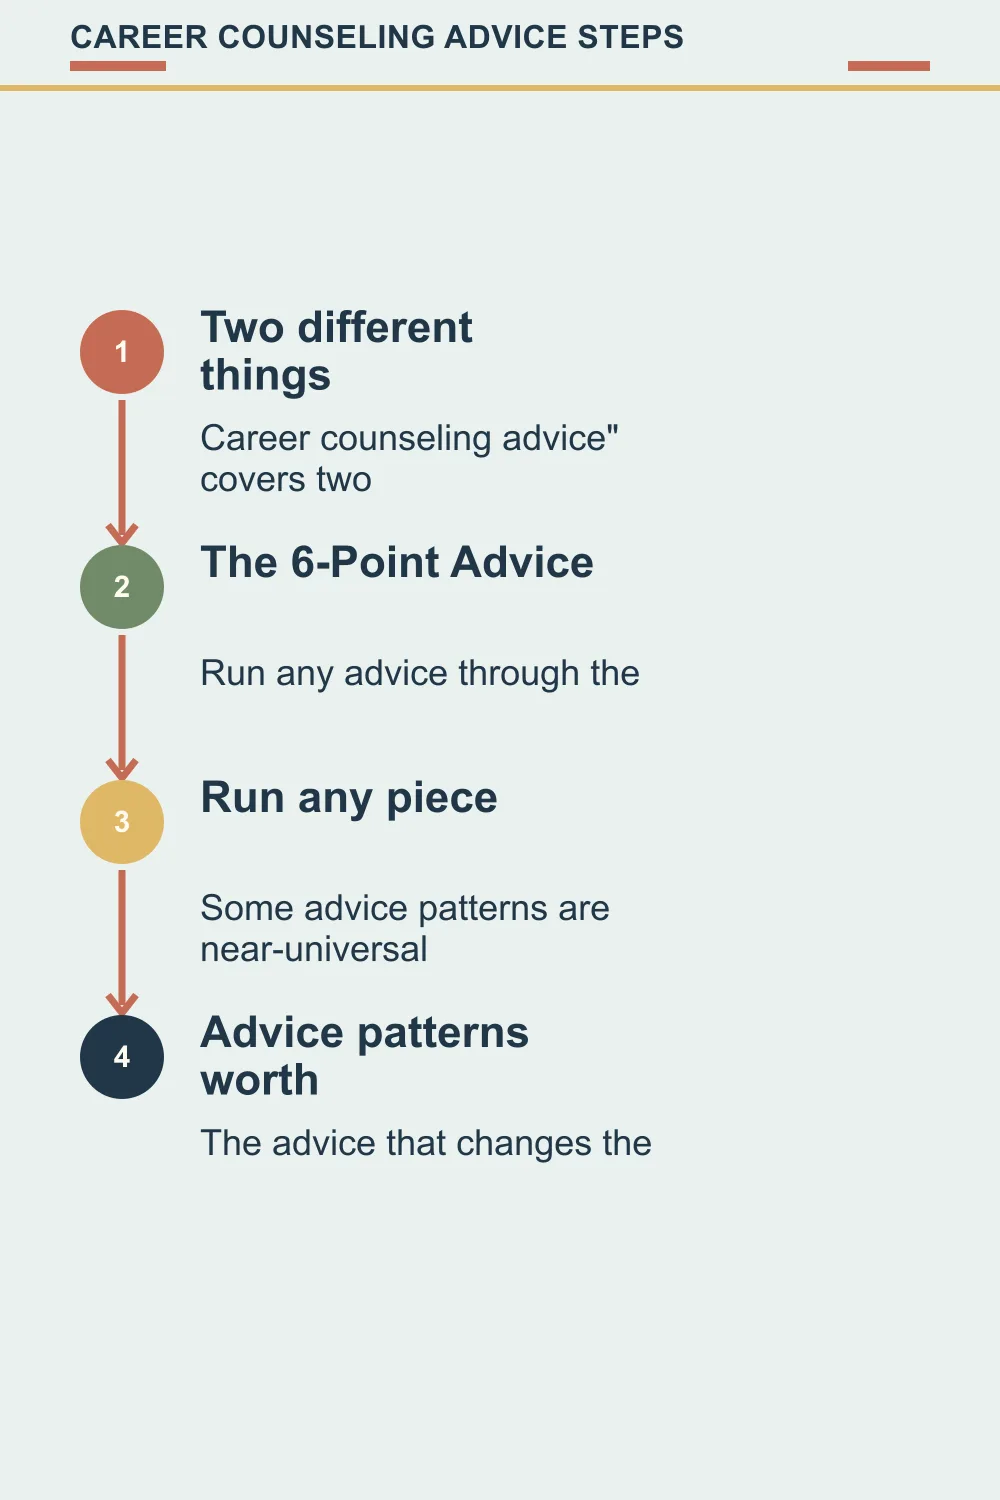 CAREER COUNSELING ADVICE STEPS
1
Two different
things
Career counseling advice"
covers two
2
The 6-Point Advice
Run any advice through the
3
Run any piece
Some advice patterns are
near-universal
4
Advice patterns
worth
The advice that changes the